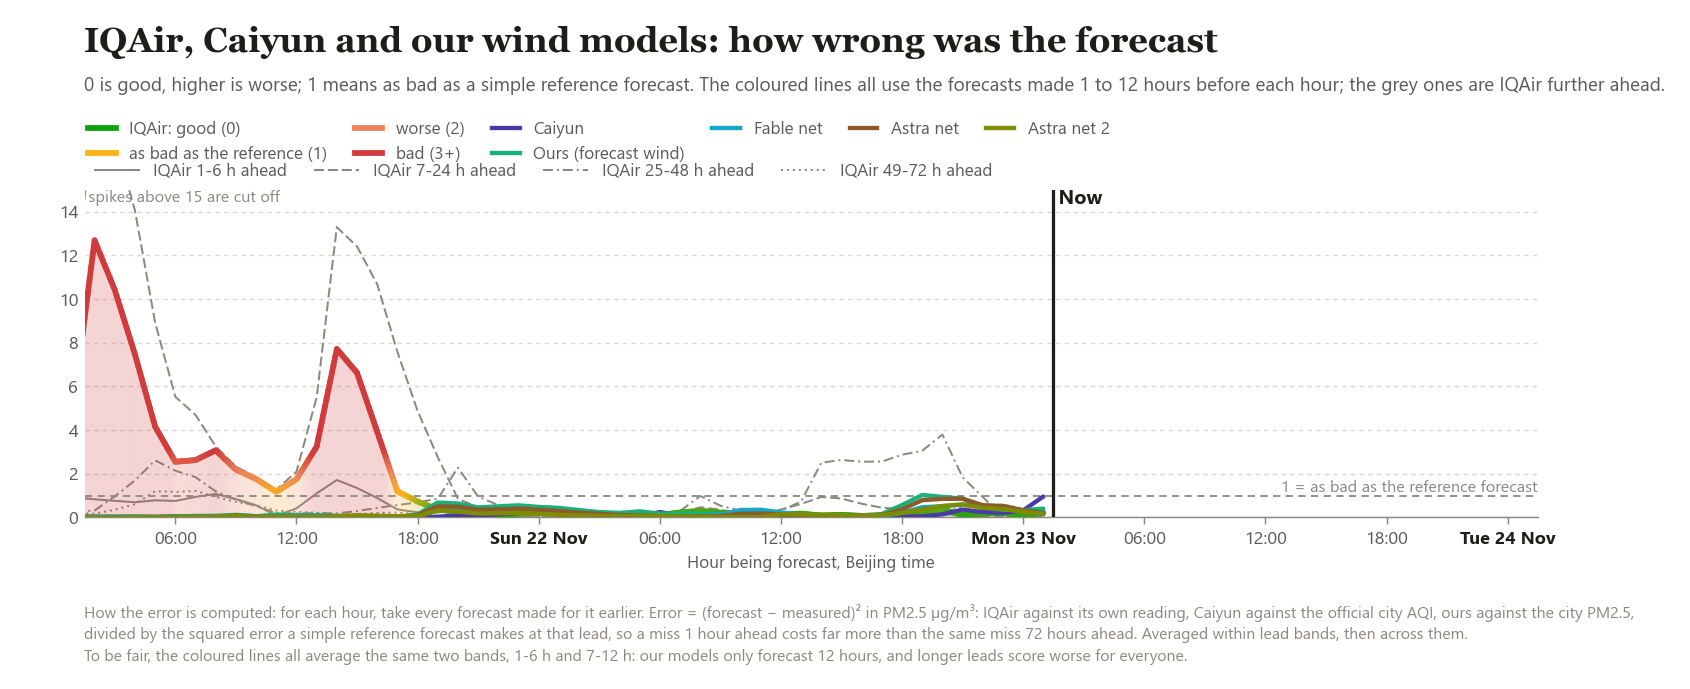 IQAir, Caiyun and our wind models: how wrong was the forecast
0 is good, higher is worse; 1 means as bad as a simple reference forecast. The coloured lines all use the forecasts made 1 to 12 hours before each hour; the grey ones are IQAir further ahead.
IQAir: good (0) worse (2) Caiyun Fable net Astra net Astra net 2
as bad as the reference (1) bad (3+) Ours (forecast wind)
IQAir 1-6 h ahead IQAir 7-24 h ahead IQAir 25-48 h ahead IQAir 49-72 h ahead
spikes above 15 are cut off
Now
14
12
10
8
6
4
2
1 = as bad as the reference forecast
0
06:00 12:00 18:00 Sun 22 Nov 06:00 12:00 18:00 Mon 23 Nov 06:00 12:00 18:00 Tue 24 Nov
Hour being forecast, Beijing time
How the error is computed: for each hour, take every forecast made for it earlier. Error = (forecast − measured)² in PM2.5 µg/m³: IQAir against its own reading, Caiyun against the official city AQI, ours against the city PM2.5,
divided by the squared error a simple reference forecast makes at that lead, so a miss 1 hour ahead costs far more than the same miss 72 hours ahead. Averaged within lead bands, then across them.
To be fair, the coloured lines all average the same two bands, 1-6 h and 7-12 h: our models only forecast 12 hours, and longer leads score worse for everyone.